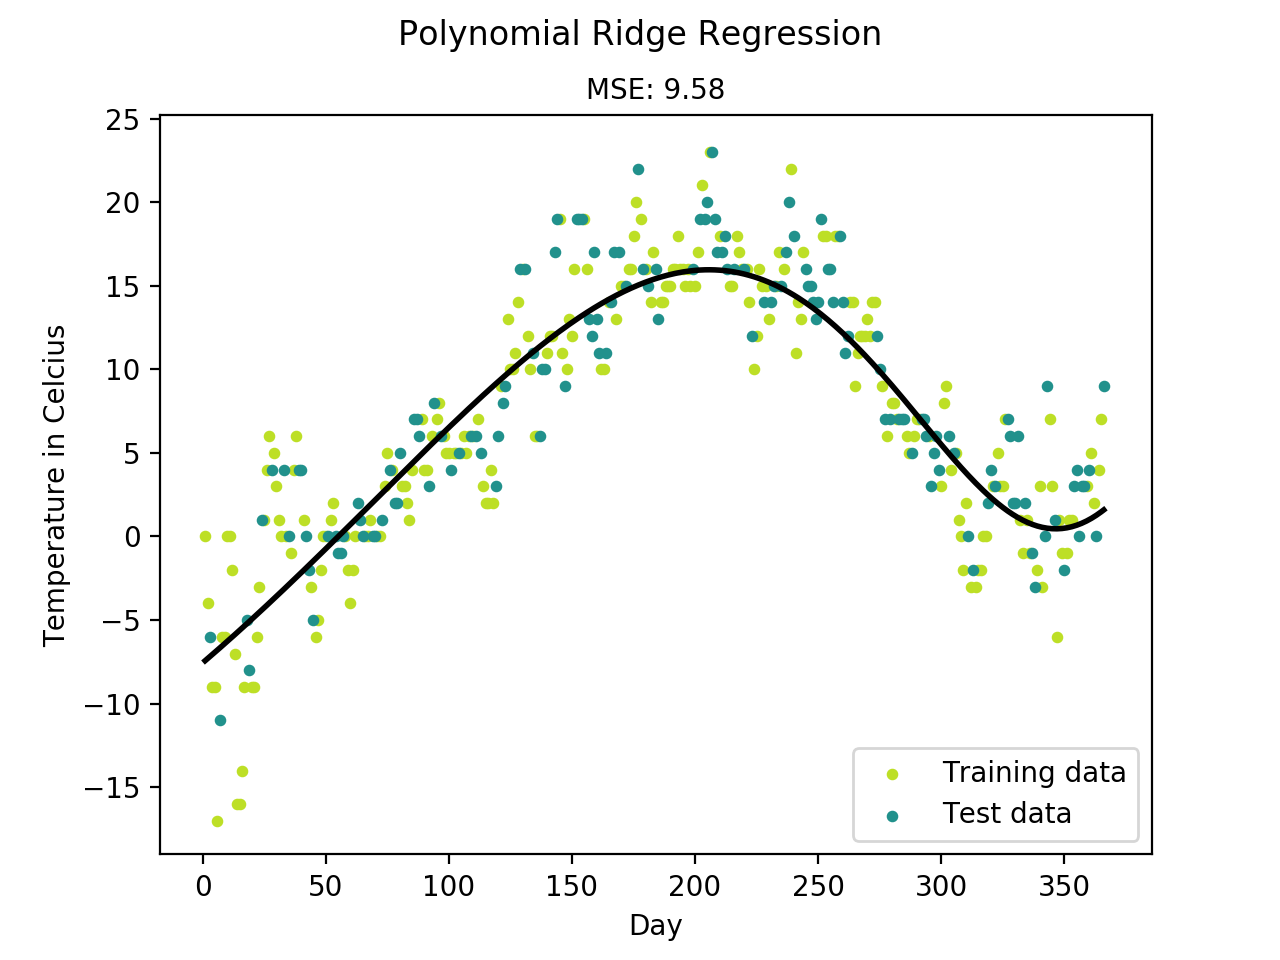 Polynomial Ridge Regression
MSE: 9.58
25
20
15
10
5
0
−5
−10
−15
Temperature in Celcius
0 50 100 150 200 250 300 350
Day
Training data
Test data